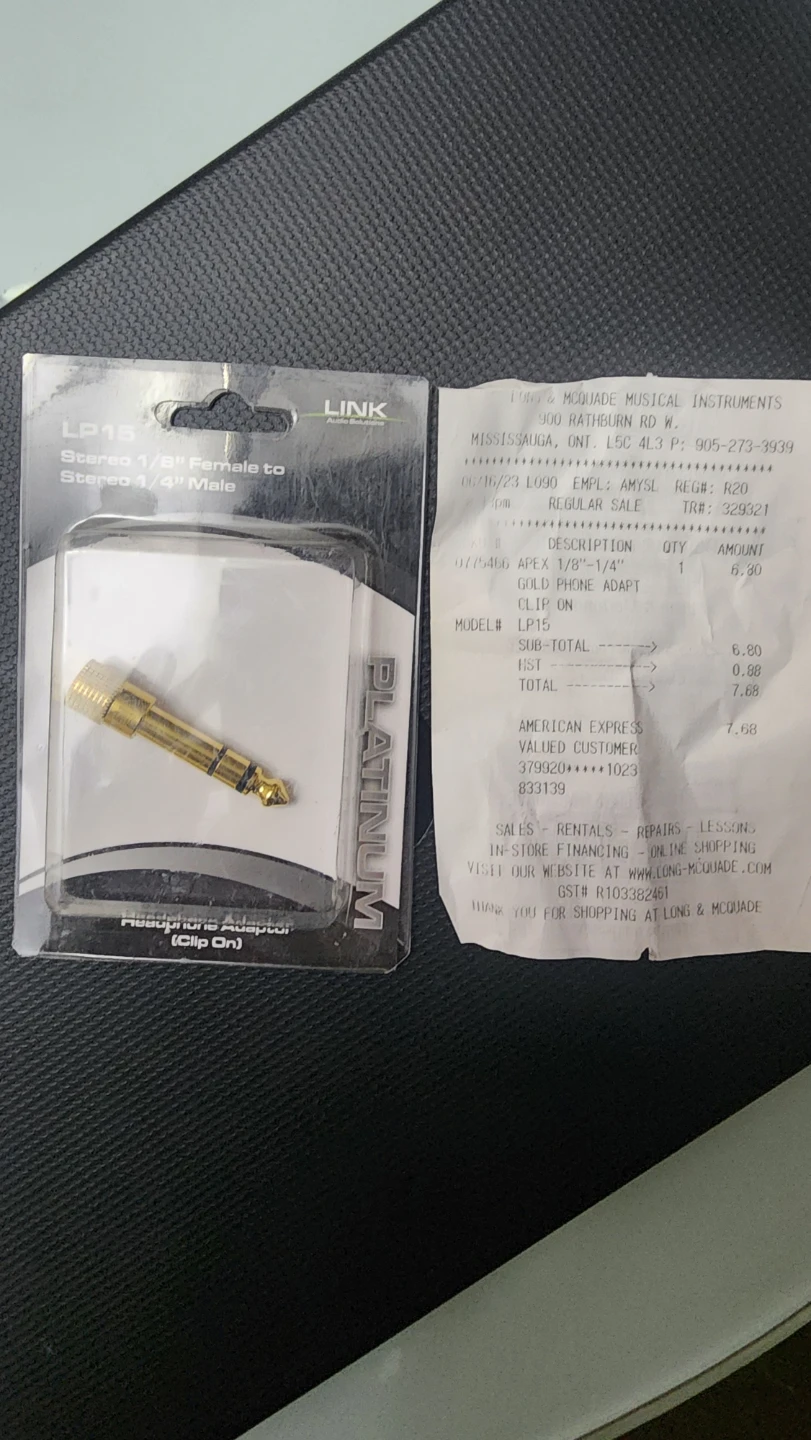 LINK
Audio Solutions
LP15
Stereo 1/8" Female to
Stereo 1/4" Male
PLATINUM
Headphone Adaptor
(Clip On)
& MCQUADE MUSICAL INSTRUMENTS
900 RATHBURN RD W.
MISSISSAUGA, ONT. L5C 4L3 P: 905-273-3939
06/16/23 L090 EMPL: AMYSL REG#: R20
REGULAR SALE TR#: 329321
DESCRIPTION QTY AMOUNT
APEX 1/8"-1/4" 1 6.80
GOLD PHONE ADAPT
CLIP ON
MODEL# LP15
SUB-TOTAL ------> 6.80
HST ----------> 0.88
TOTAL ---------> 7.68
AMERICAN EXPRESS 7.68
VALUED CUSTOMER
379920*****1023
833139
SALES - RENTALS - REPAIRS - LESSONS
IN-STORE FINANCING - ONLINE SHOPPING
VISIT OUR WEBSITE AT WWW.LONG-MCQUADE.COM
GST# R103382461
THANK YOU FOR SHOPPING AT LONG & MCQUADE